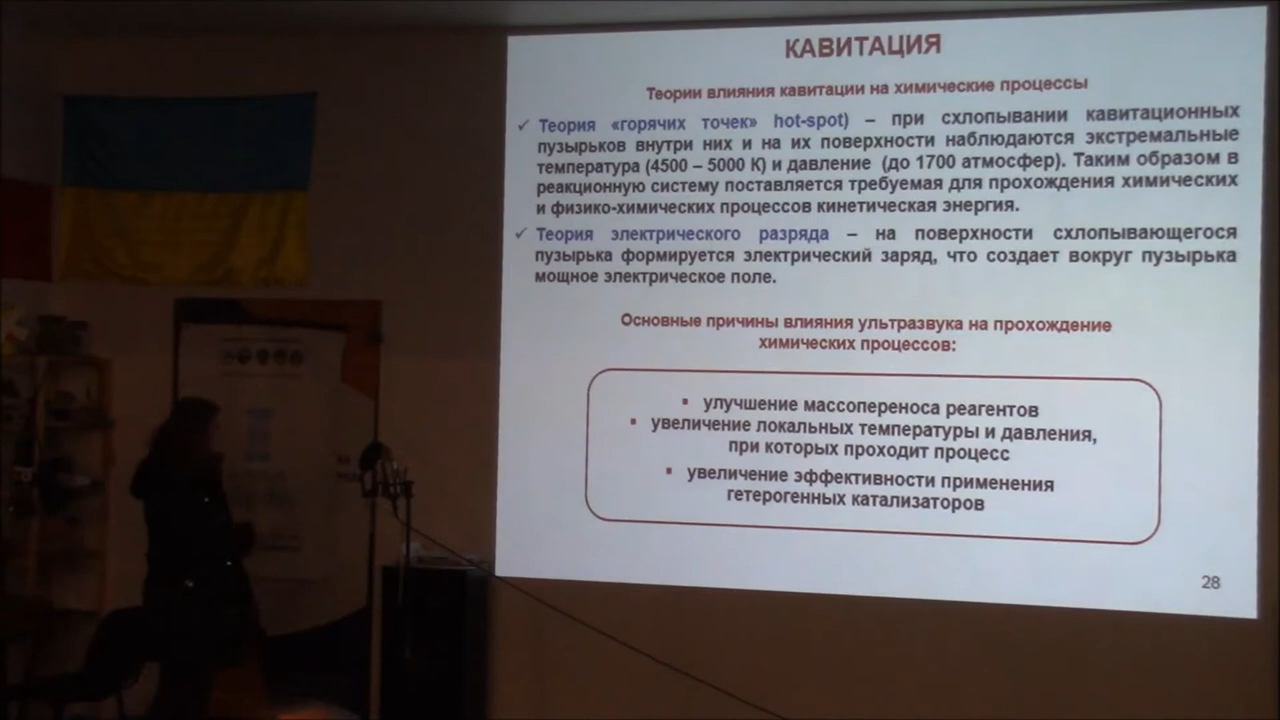 КАВИТАЦИЯ
Теории влияния кавитации на химические процессы
✓ Теория «горячих точек» hot-spot) – при схлопывании кавитационных
пузырьков внутри них и на их поверхности наблюдаются экстремальные
температура (4500 – 5000 К) и давление (до 1700 атмосфер). Таким образом в
реакционную систему поставляется требуемая для прохождения химических
и физико-химических процессов кинетическая энергия.
✓ Теория электрического разряда – на поверхности схлопывающегося
пузырька формируется электрический заряд, что создает вокруг пузырька
мощное электрическое поле.
Основные причины влияния ультразвука на прохождение
химических процессов:
▪ улучшение массопереноса реагентов
▪ увеличение локальных температуры и давления,
при которых проходит процесс
▪ увеличение эффективности применения
гетерогенных катализаторов
28